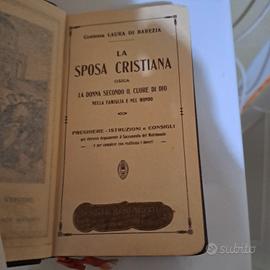 Contessa LAURA DI BAREZIA
LA
SPOSA CRISTIANA
OSSIA
LA DONNA SECONDO IL CUORE DI DIO
NELLA FAMIGLIA E NEL MONDO
PREGHIERE - ISTRUZIONI e CONSIGLI
per ricevere degnamente il Sacramento del Matrimonio
e per compiere con esattezza i doveri
subito